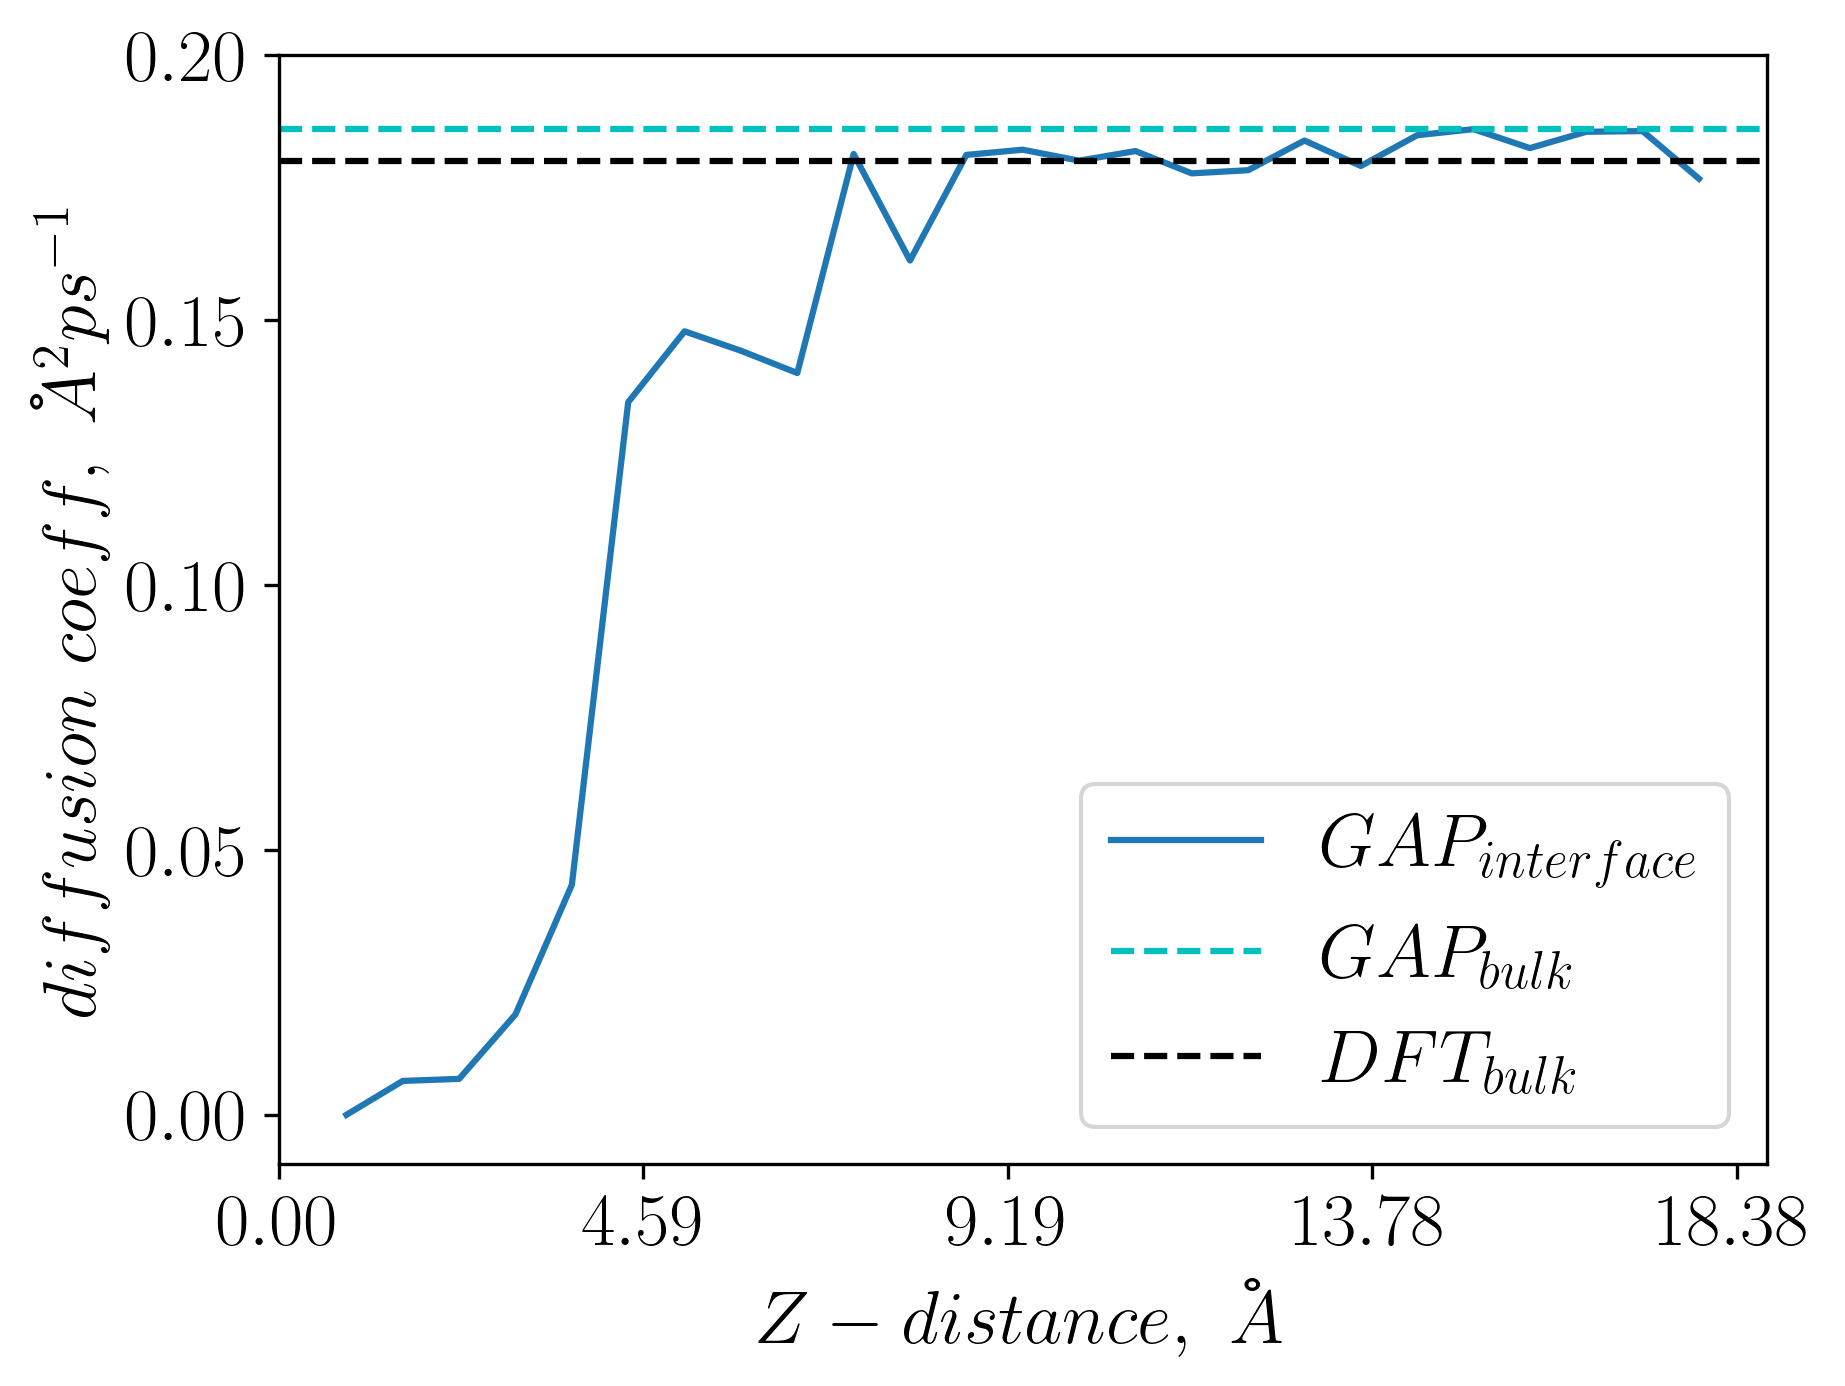 0.20
0.15
0.10
0.05
0.00
diffusion coeff, Å²ps⁻¹
GAP_interface
GAP_bulk
DFT_bulk
0.00 4.59 9.19 13.78 18.38
Z − distance, Å